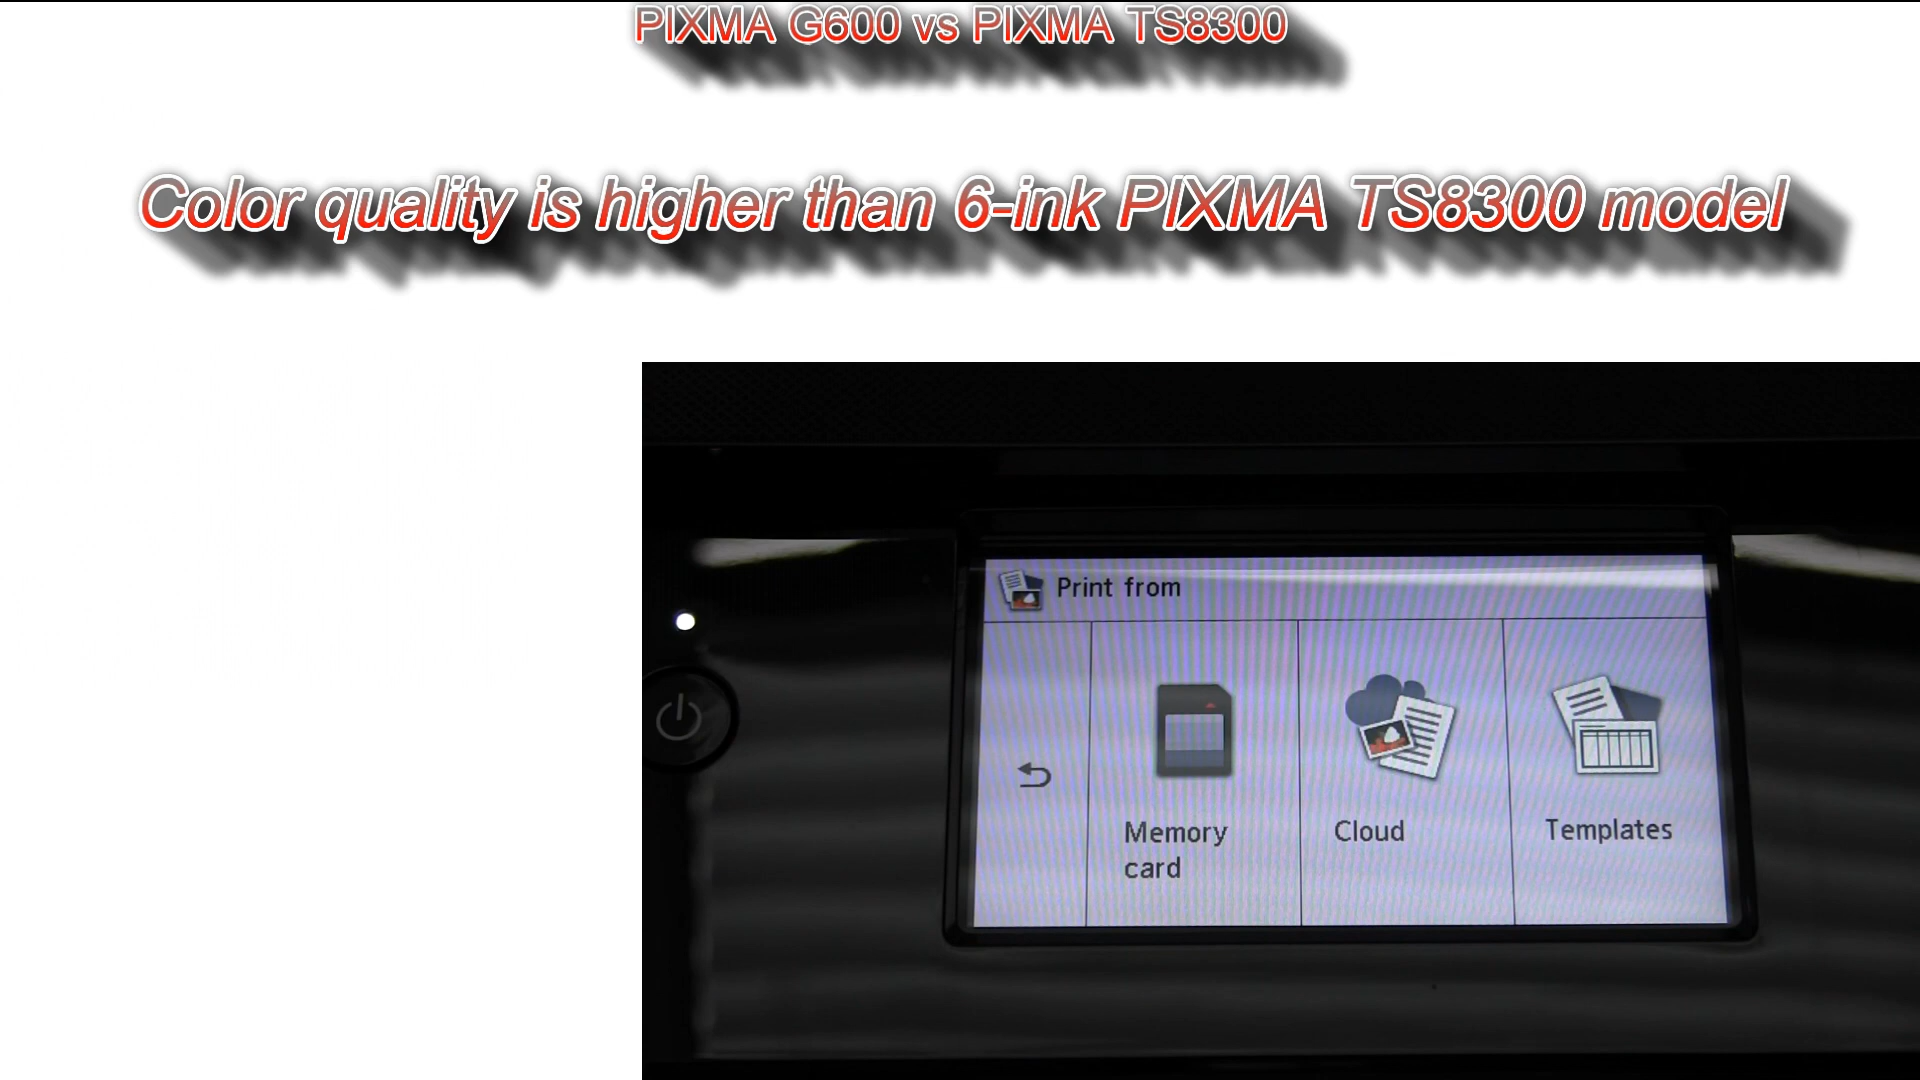 PIXMA G600 vs PIXMA TS8300
Color quality is higher than 6-ink PIXMA TS8300 model
Print from
Memory
card
Cloud
Templates